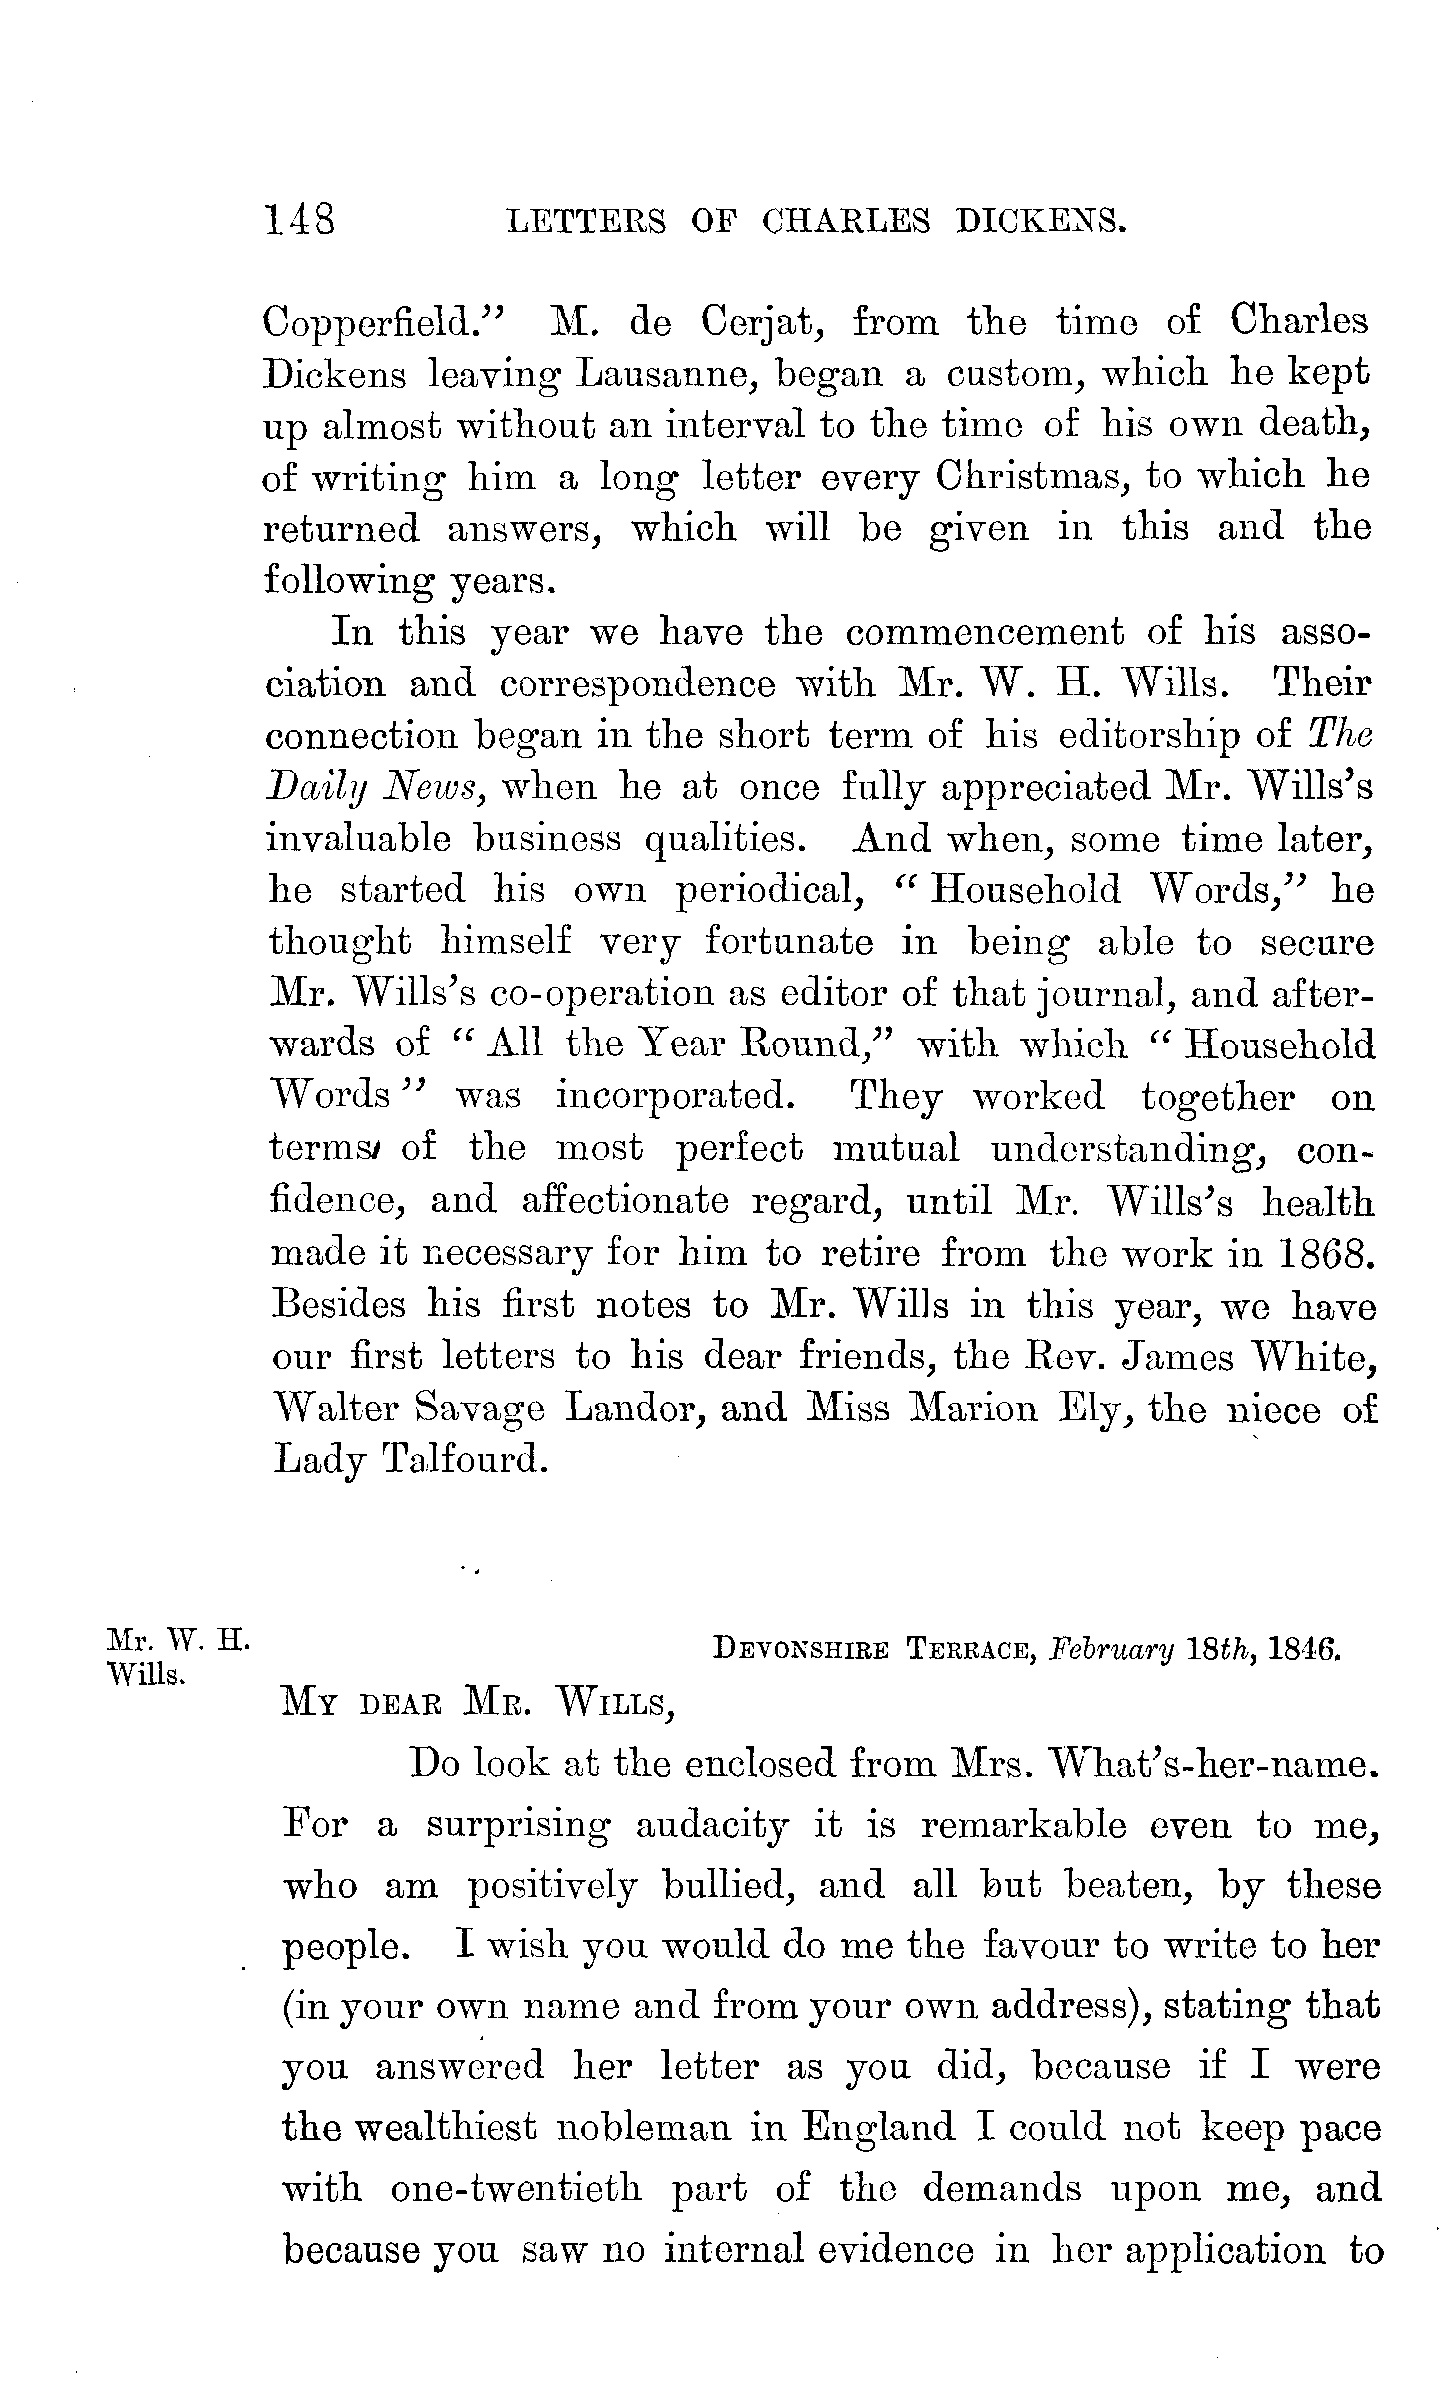 148 LETTERS OF CHARLES DICKENS.
Copperfield.” M. de Cerjat, from the time of Charles
Dickens leaving Lausanne, began a custom, which he kept
up almost without an interval to the time of his own death,
of writing him a long letter every Christmas, to which he
returned answers, which will be given in this and the
following years.
In this year we have the commencement of his asso-
ciation and correspondence with Mr. W. H. Wills. Their
connection began in the short term of his editorship of The
Daily News, when he at once fully appreciated Mr. Wills’s
invaluable business qualities. And when, some time later,
he started his own periodical, “ Household Words,” he
thought himself very fortunate in being able to secure
Mr. Wills’s co-operation as editor of that journal, and after-
wards of “ All the Year Round,” with which “ Household
Words ” was incorporated. They worked together on
terms of the most perfect mutual understanding, con-
fidence, and affectionate regard, until Mr. Wills’s health
made it necessary for him to retire from the work in 1868.
Besides his first notes to Mr. Wills in this year, we have
our first letters to his dear friends, the Rev. James White,
Walter Savage Landor, and Miss Marion Ely, the niece of
Lady Talfourd.
Mr. W. H.
Wills.
DEVONSHIRE TERRACE, February 18th, 1846.
MY DEAR MR. WILLS,
Do look at the enclosed from Mrs. What’s-her-name.
For a surprising audacity it is remarkable even to me,
who am positively bullied, and all but beaten, by these
people. I wish you would do me the favour to write to her
(in your own name and from your own address), stating that
you answered her letter as you did, because if I were
the wealthiest nobleman in England I could not keep pace
with one-twentieth part of the demands upon me, and
because you saw no internal evidence in her application to